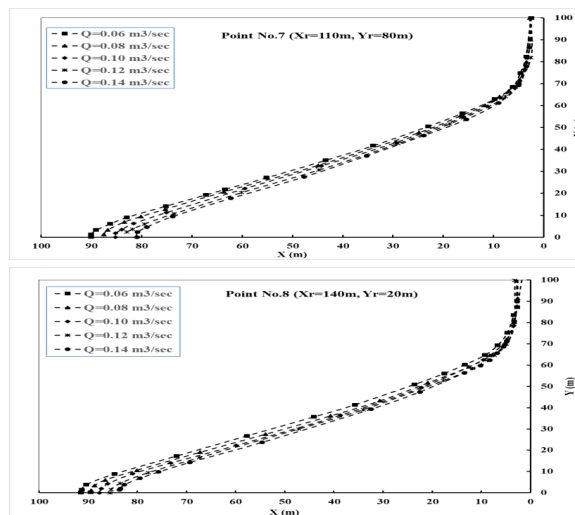 Point No.7 (Xr=110m, Yr=80m)
Q=0.06 m3/sec
Q=0.08 m3/sec
Q=0.10 m3/sec
Q=0.12 m3/sec
Q=0.14 m3/sec
100
90
80
70
60
50
40
30
20
10
0
100 90 80 70 60 50 40 30 20 10 0
X (m)
Point No.8 (Xr=140m, Yr=20m)
Q=0.06 m3/sec
Q=0.08 m3/sec
Q=0.10 m3/sec
Q=0.12 m3/sec
Q=0.14 m3/sec
100
90
80
70
60
50
40
30
20
10
0
Y (m)
100 90 80 70 60 50 40 30 20 10 0
X (m)